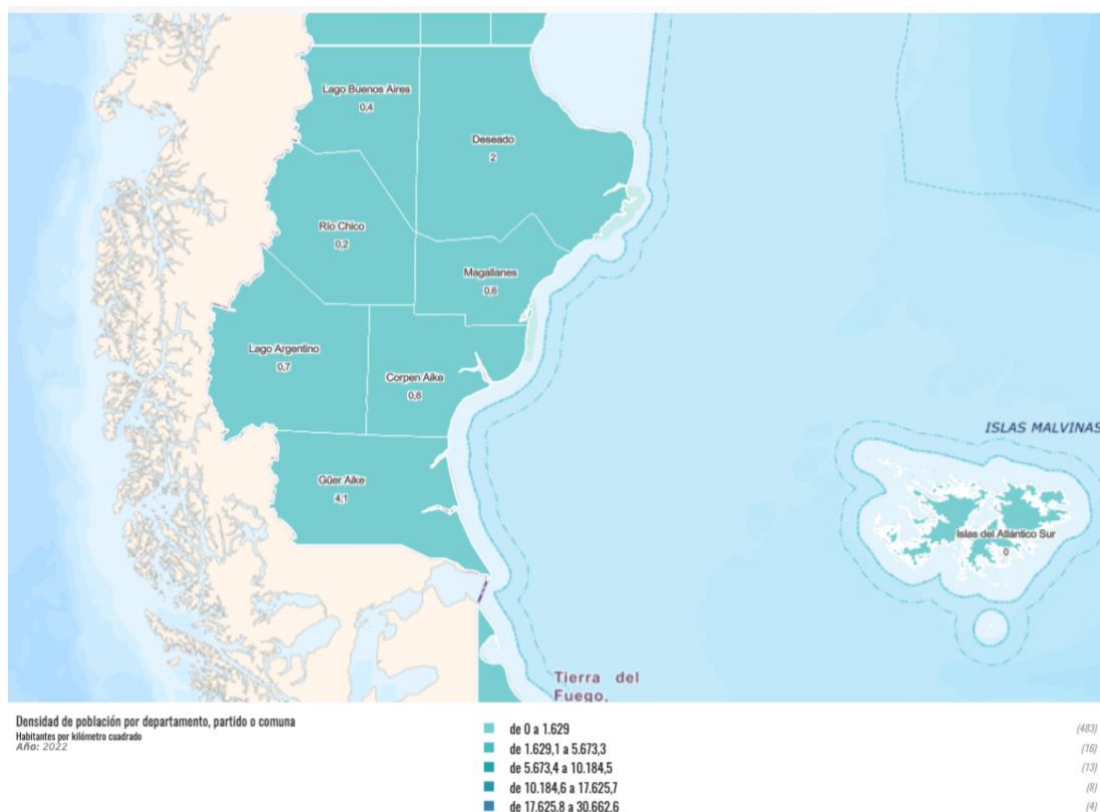 Lago Buenos Aires
0,4
Deseado
2
Río Chico
0,2
Magallanes
0,6
Lago Argentino
0,7
Corpen Aike
0,6
ISLAS MALVINAS
Güer Aike
4,1
Islas del Atlántico Sur
0
Tierra del
Fuego,
Densidad de población por departamento, partido o comuna
Habitantes por kilómetro cuadrado
Año: 2022
de 0 a 1.629 (483)
de 1.629,1 a 5.673,3 (16)
de 5.673,4 a 10.184,5 (13)
de 10.184,6 a 17.625,7 (8)
de 17.625,8 a 30.662,6 (4)